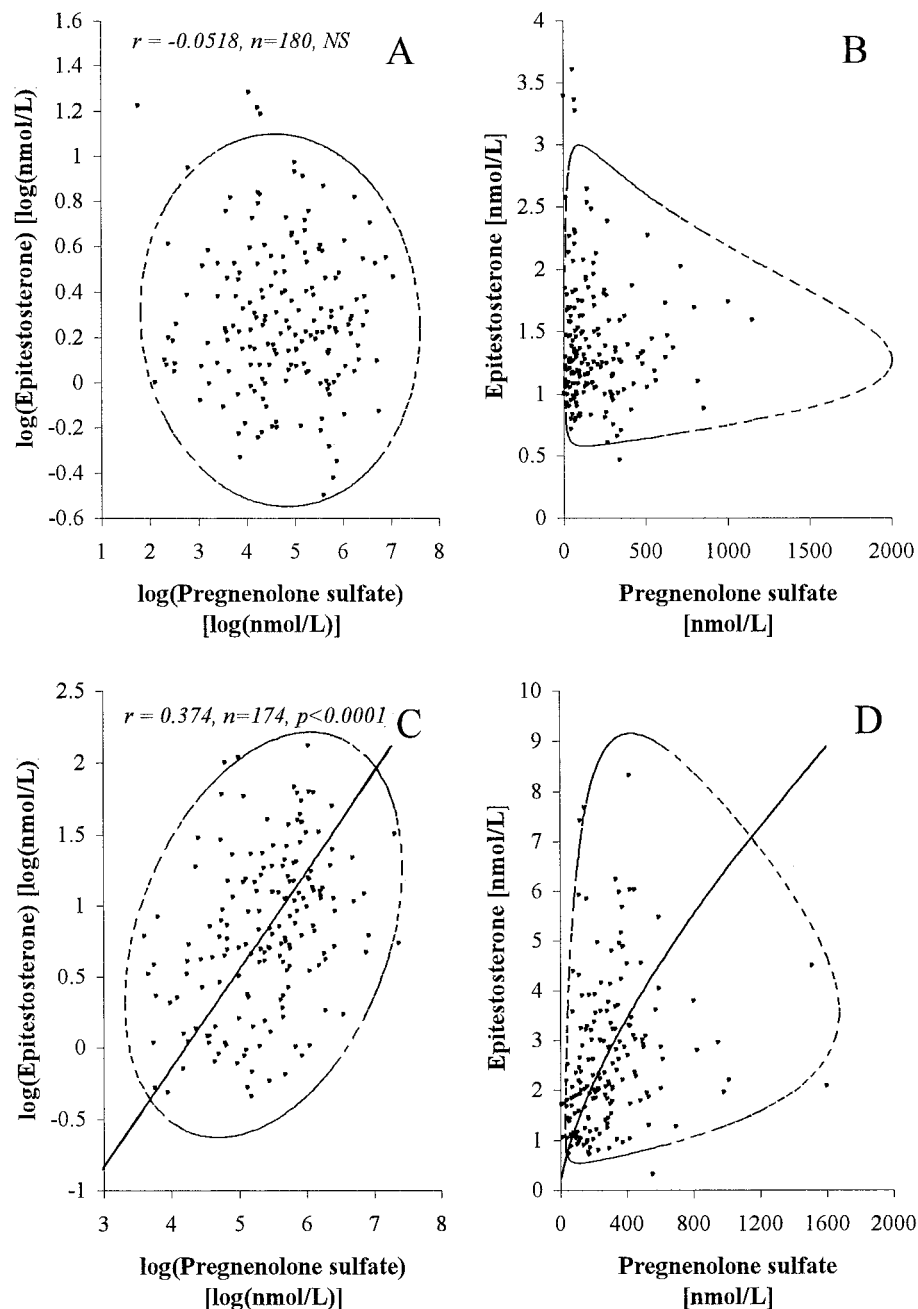 r = -0.0518, n=180, NS
A
log(Epitestosterone) [log(nmol/L)
1.6
1.4
1.2
1
0.8
0.6
0.4
0.2
0
-0.2
-0.4
-0.6
1 2 3 4 5 6 7 8
log(Pregnenolone sulfate)
[log(nmol/L)]
B
Epitestosterone [nmol/L]
4
3.5
3
2.5
2
1.5
1
0.5
0
0 500 1000 1500 2000
Pregnenolone sulfate
[nmol/L]
r = 0.374, n=174, p<0.0001
C
log(Epitestosterone) [log(nmol/L)
2.5
2
1.5
1
0.5
0
-0.5
-1
3 4 5 6 7 8
log(Pregnenolone sulfate)
[log(nmol/L)]
D
Epitestosterone [nmol/L]
10
9
8
7
6
5
4
3
2
1
0
0 400 800 1200 1600 2000
Pregnenolone sulfate
[nmol/L]